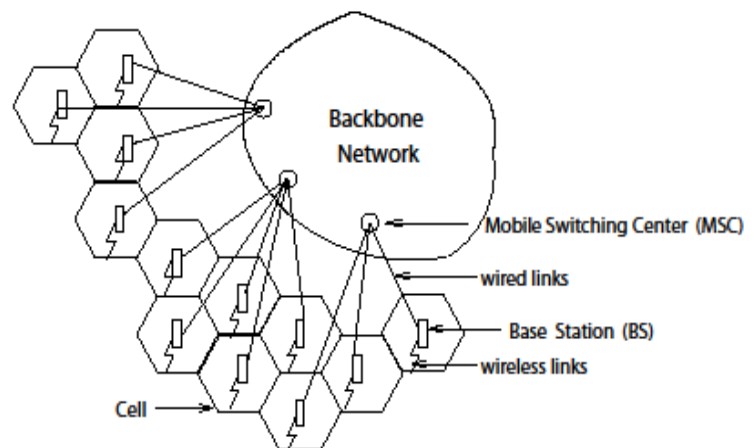 Backbone
Network
Mobile Switching Center (MSC)
wired links
Base Station (BS)
wireless links
Cell